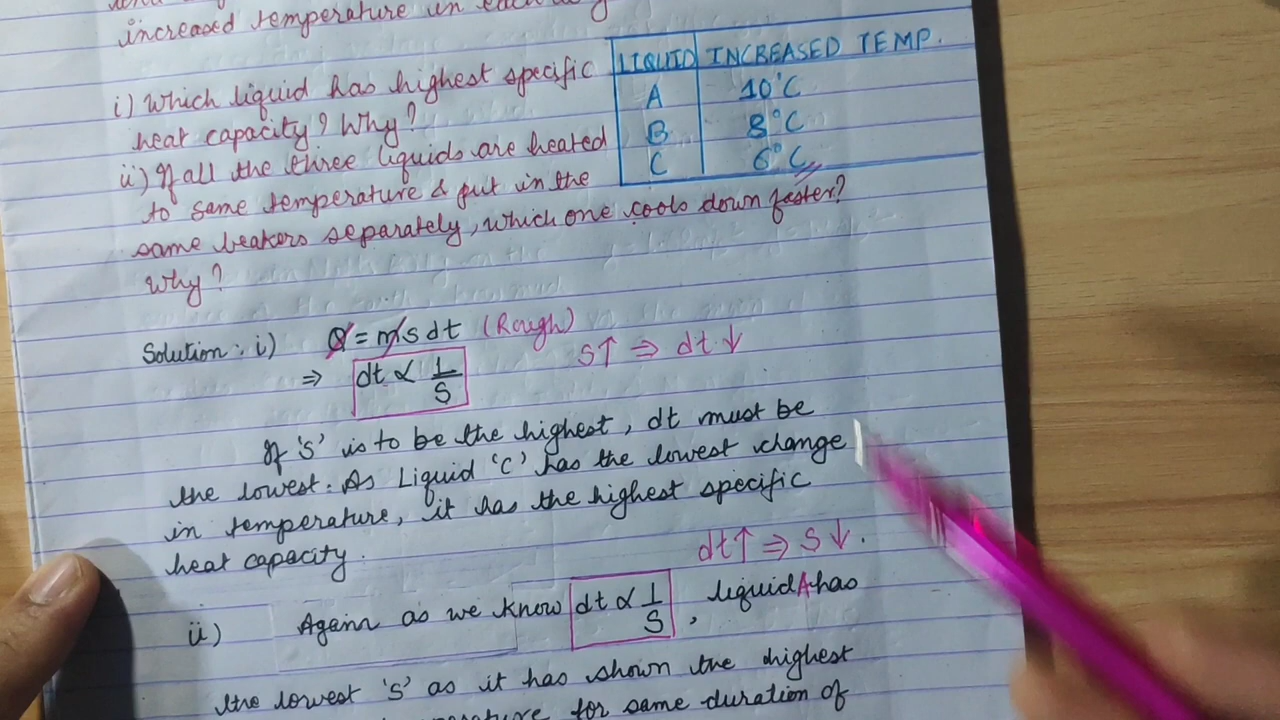 increased temperature in
i) Which liquid has highest specific
heat capacity? Why?
ii) If all the three liquids are heated
to same temperature & put in the
same beakers separately, which one cools down faster?
Why?
LIQUID INCREASED TEMP.
A 10°C
B 8°C
C 6°C
Solution: i) Q = msdt (Rough)
S↑ ⇒ dt↓
⇒ dt ∝ 1/S
If 'S' is to be the highest, dt must be
the lowest. As Liquid 'C' has the lowest change
in temperature, it has the highest specific
heat capacity.
dt↑ ⇒ S↓.
ii) Again as we know dt ∝ 1/S, liquid A has
the lowest 's' as it has shown the highest
for same duration of